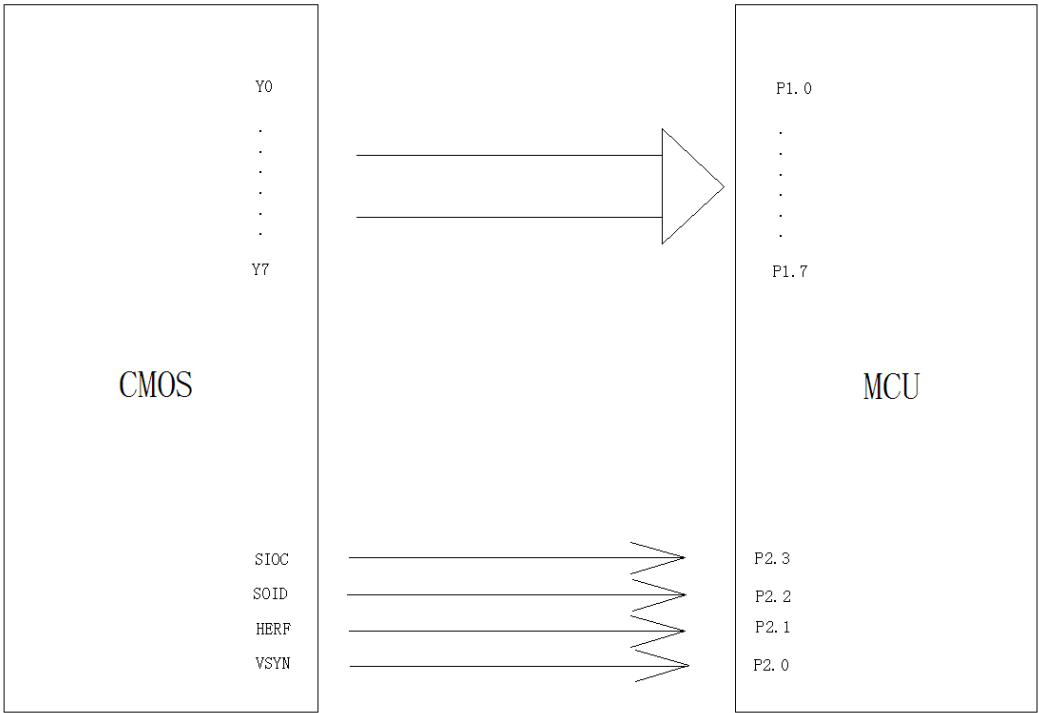 Y0
.
.
.
.
.
.
Y7
CMOS
SIOC
SOID
HERF
VSYN
P1.0
.
.
.
.
.
.
P1.7
MCU
P2.3
P2.2
P2.1
P2.0